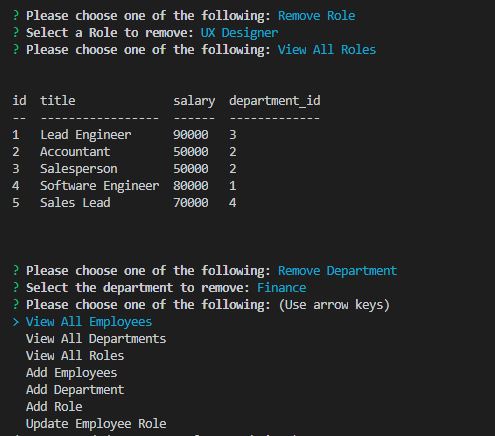 ? Please choose one of the following: Remove Role
? Select a Role to remove: UX Designer
? Please choose one of the following: View All Roles
id  title              salary  department_id
--  -----------------  ------  -------------
1   Lead Engineer      90000   3
2   Accountant         50000   2
3   Salesperson        50000   2
4   Software Engineer  80000   1
5   Sales Lead         70000   4
? Please choose one of the following: Remove Department
? Select the department to remove: Finance
? Please choose one of the following: (Use arrow keys)
> View All Employees
  View All Departments
  View All Roles
  Add Employees
  Add Department
  Add Role
  Update Employee Role